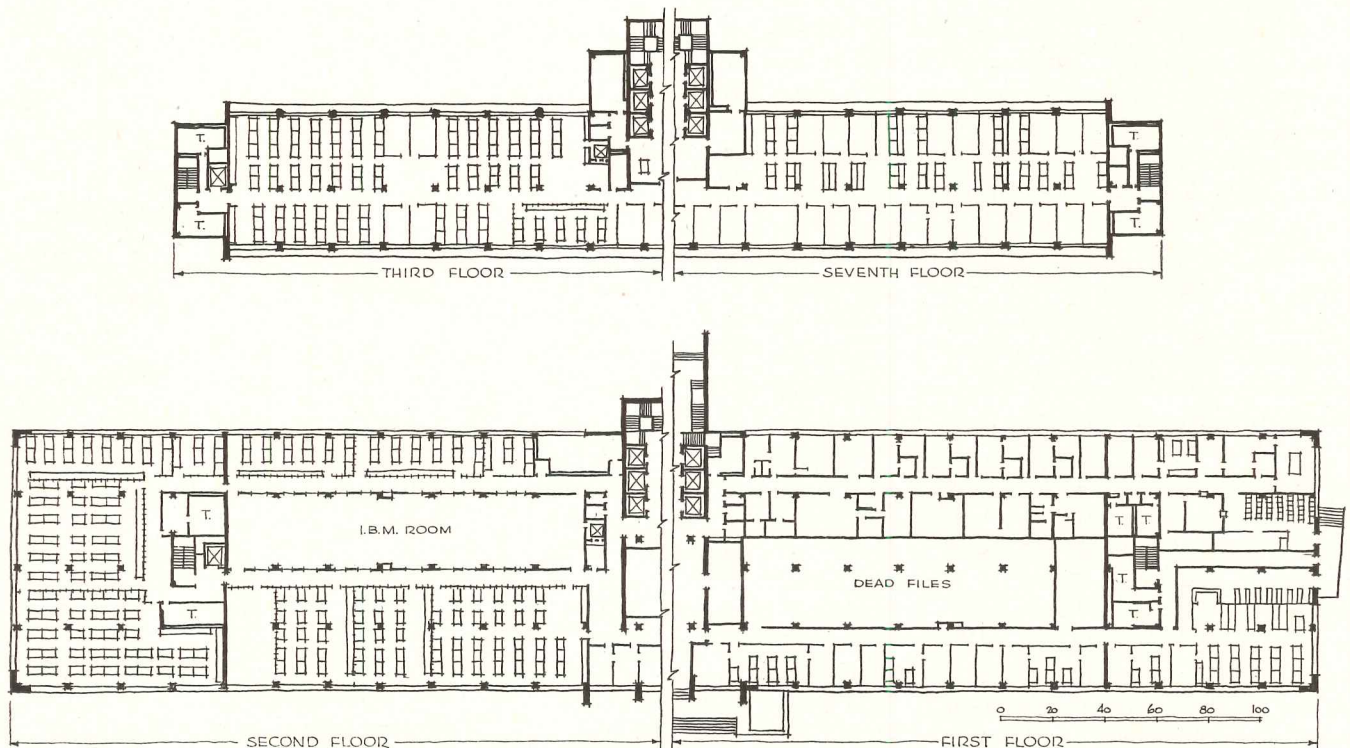 T.
T.
T.
T.
THIRD FLOOR
SEVENTH FLOOR
T.
I.B.M. ROOM
T.
T.
T.
DEAD FILES
T.
T.
0 20 40 60 80 100
SECOND FLOOR
FIRST FLOOR